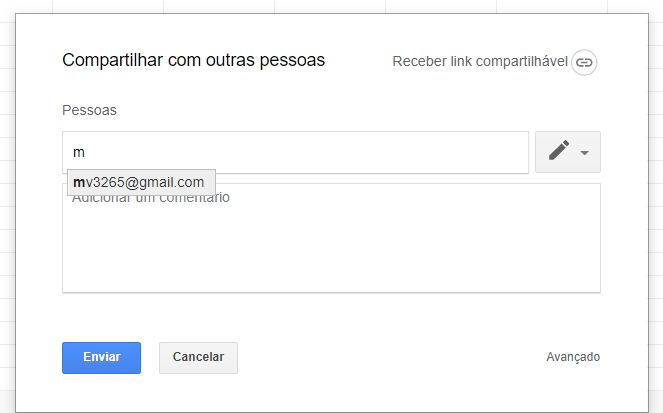 Compartilhar com outras pessoas
Receber link compartilhável
Pessoas
m
mv3265@gmail.com
Adicionar um comentário
Enviar
Cancelar
Avançado